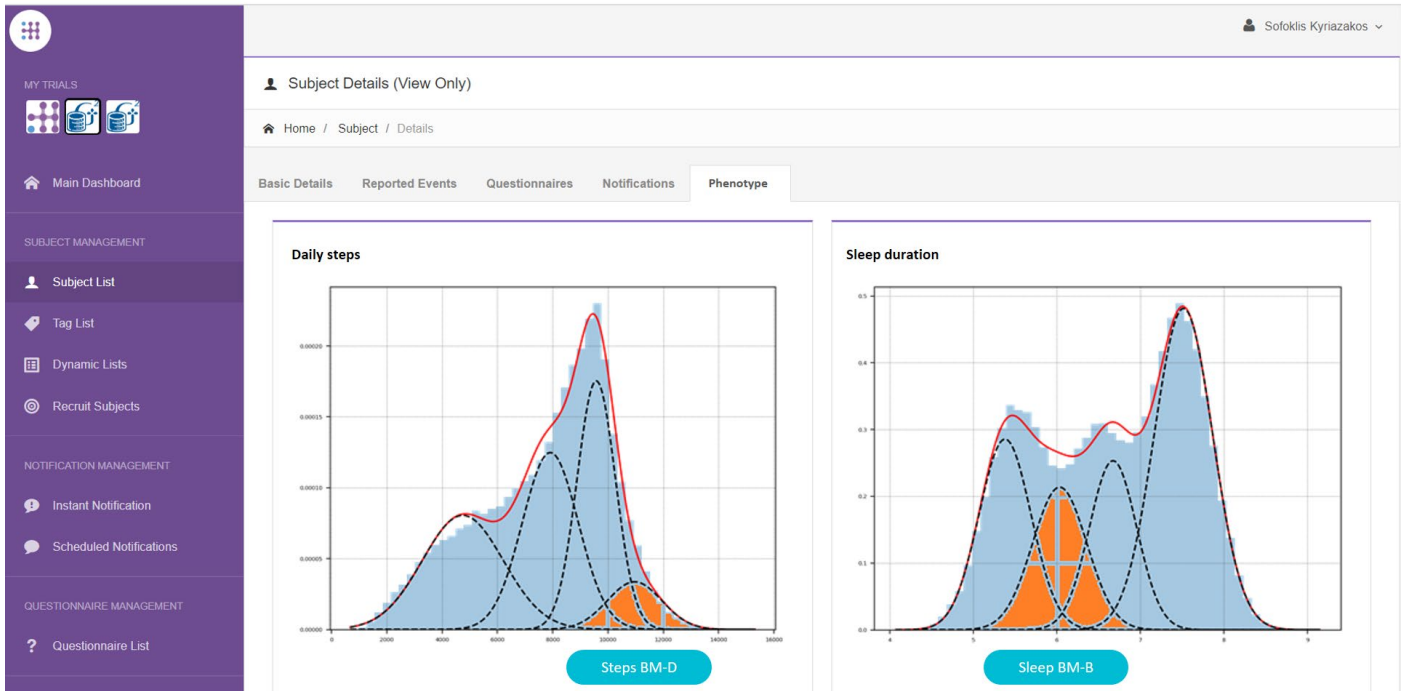 Sofoklis Kyriazakos
MY TRIALS
Subject Details (View Only)
Home / Subject / Details
Main Dashboard
Basic Details Reported Events Questionnaires Notifications Phenotype
SUBJECT MANAGEMENT
Daily steps
Sleep duration
Subject List
Tag List
Dynamic Lists
Recruit Subjects
NOTIFICATION MANAGEMENT
Instant Notification
Scheduled Notifications
QUESTIONNAIRE MANAGEMENT
Questionnaire List
0.00020
0.00015
0.00010
0.00005
0.00000
0 2000 4000 6000 8000 10000 12000 14000 16000
Steps BM-D
0.5
0.4
0.3
0.2
0.1
0.0
4 5 6 7 8 9
Sleep BM-B